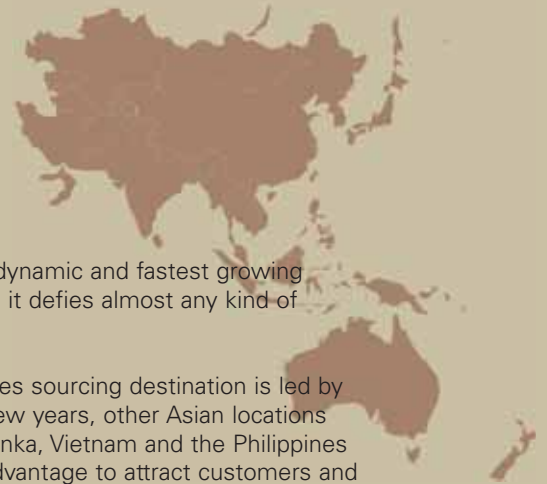 dynamic and fastest growing
it defies almost any kind of
es sourcing destination is led by
ew years, other Asian locations
nka, Vietnam and the Philippines
dvantage to attract customers and